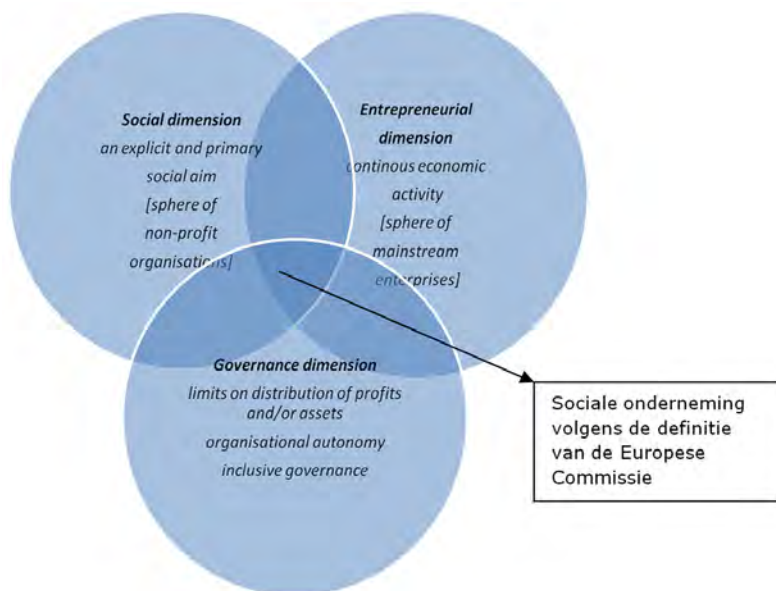 Social dimension
an explicit and primary
social aim
[sphere of
non-profit
organisations]
Entrepreneurial
dimension
continous economic
activity
[sphere of
mainstream
enterprises]
Governance dimension
limits on distribution of profits
and/or assets
organisational autonomy
inclusive governance
Sociale onderneming
volgens de definitie
van de Europese
Commissie